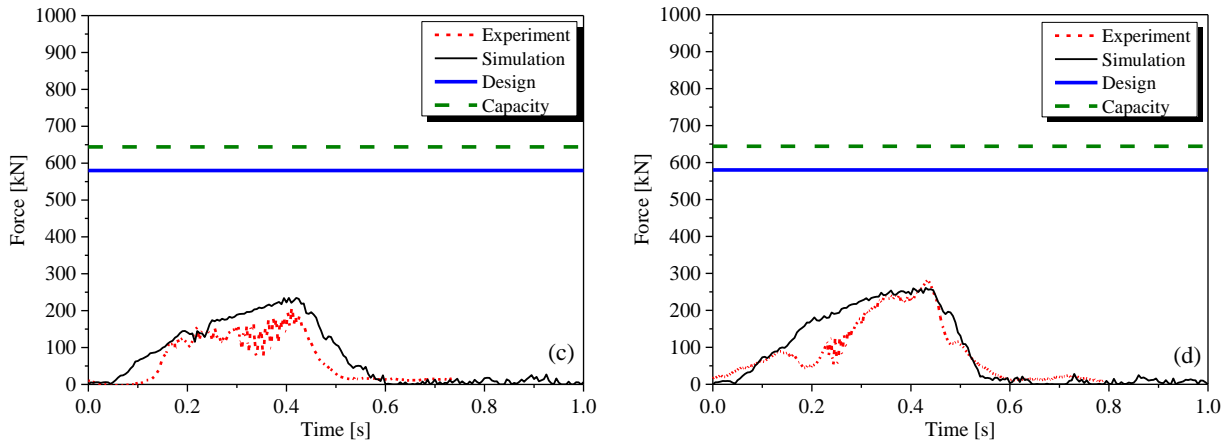 1000
900
800
700
600
500
400
300
200
100
0
Force [kN]
Experiment
Simulation
Design
Capacity
(c)
0.0 0.2 0.4 0.6 0.8 1.0
Time [s]
1000
900
800
700
600
500
400
300
200
100
0
Force [kN]
Experiment
Simulation
Design
Capacity
(d)
0.0 0.2 0.4 0.6 0.8 1.0
Time [s]